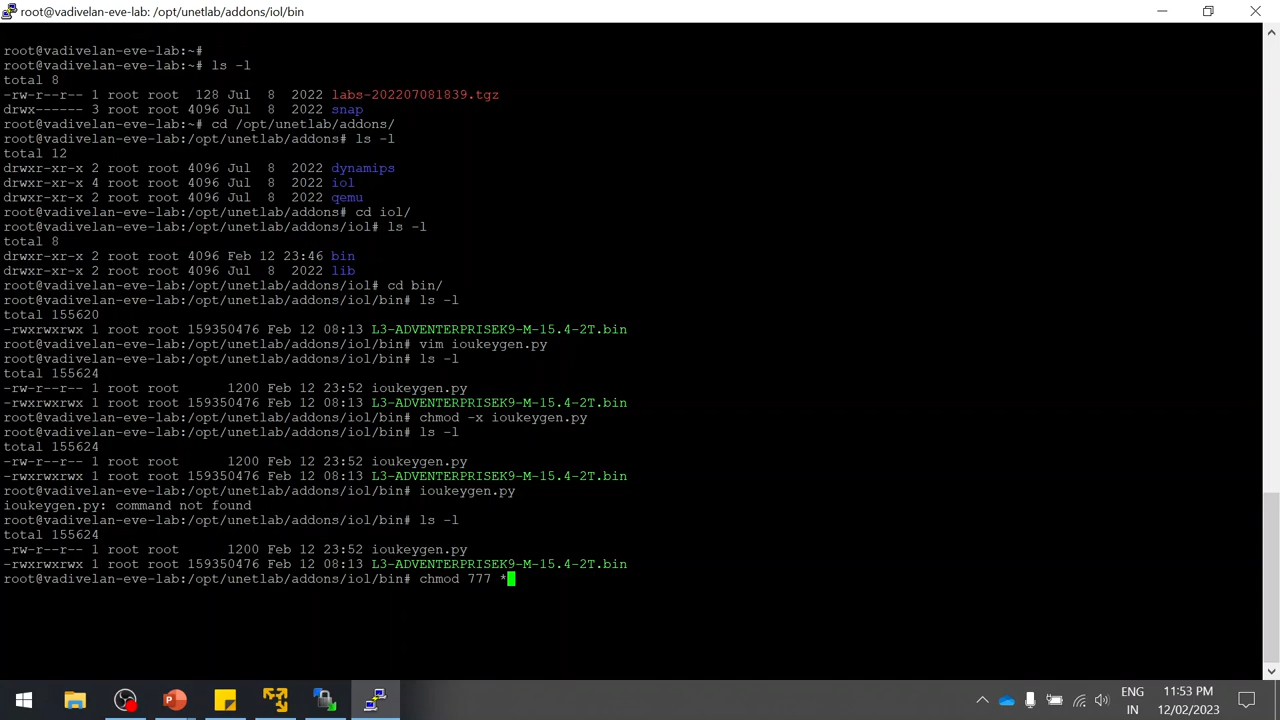 root@vadivelan-eve-lab: /opt/unetlab/addons/iol/bin
root@vadivelan-eve-lab:~#
root@vadivelan-eve-lab:~# ls -l
total 8
-rw-r--r-- 1 root root  128 Jul  8  2022 labs-202207081839.tgz
drwx------ 3 root root 4096 Jul  8  2022 snap
root@vadivelan-eve-lab:~# cd /opt/unetlab/addons/
root@vadivelan-eve-lab:/opt/unetlab/addons# ls -l
total 12
drwxr-xr-x 2 root root 4096 Jul  8  2022 dynamips
drwxr-xr-x 4 root root 4096 Jul  8  2022 iol
drwxr-xr-x 2 root root 4096 Jul  8  2022 qemu
root@vadivelan-eve-lab:/opt/unetlab/addons# cd iol/
root@vadivelan-eve-lab:/opt/unetlab/addons/iol# ls -l
total 8
drwxr-xr-x 2 root root 4096 Feb 12 23:46 bin
drwxr-xr-x 2 root root 4096 Jul  8  2022 lib
root@vadivelan-eve-lab:/opt/unetlab/addons/iol# cd bin/
root@vadivelan-eve-lab:/opt/unetlab/addons/iol/bin# ls -l
total 155620
-rwxrwxrwx 1 root root 159350476 Feb 12 08:13 L3-ADVENTERPRISEK9-M-15.4-2T.bin
root@vadivelan-eve-lab:/opt/unetlab/addons/iol/bin# vim ioukeygen.py
root@vadivelan-eve-lab:/opt/unetlab/addons/iol/bin# ls -l
total 155624
-rw-r--r-- 1 root root      1200 Feb 12 23:52 ioukeygen.py
-rwxrwxrwx 1 root root 159350476 Feb 12 08:13 L3-ADVENTERPRISEK9-M-15.4-2T.bin
root@vadivelan-eve-lab:/opt/unetlab/addons/iol/bin# chmod -x ioukeygen.py
root@vadivelan-eve-lab:/opt/unetlab/addons/iol/bin# ls -l
total 155624
-rw-r--r-- 1 root root      1200 Feb 12 23:52 ioukeygen.py
-rwxrwxrwx 1 root root 159350476 Feb 12 08:13 L3-ADVENTERPRISEK9-M-15.4-2T.bin
root@vadivelan-eve-lab:/opt/unetlab/addons/iol/bin# ioukeygen.py
ioukeygen.py: command not found
root@vadivelan-eve-lab:/opt/unetlab/addons/iol/bin# ls -l
total 155624
-rw-r--r-- 1 root root      1200 Feb 12 23:52 ioukeygen.py
-rwxrwxrwx 1 root root 159350476 Feb 12 08:13 L3-ADVENTERPRISEK9-M-15.4-2T.bin
root@vadivelan-eve-lab:/opt/unetlab/addons/iol/bin# chmod 777 *
ENG
IN
11:53 PM
12/02/2023